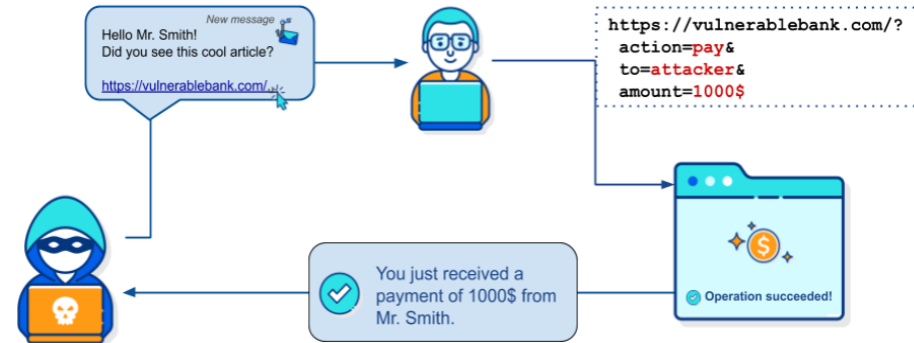 New message
Hello Mr. Smith!
Did you see this cool article?
https://vulnerablebank.com/...
https://vulnerablebank.com/?
action=pay&
to=attacker&
amount=1000$
$
Operation succeeded!
You just received a
payment of 1000$ from
Mr. Smith.